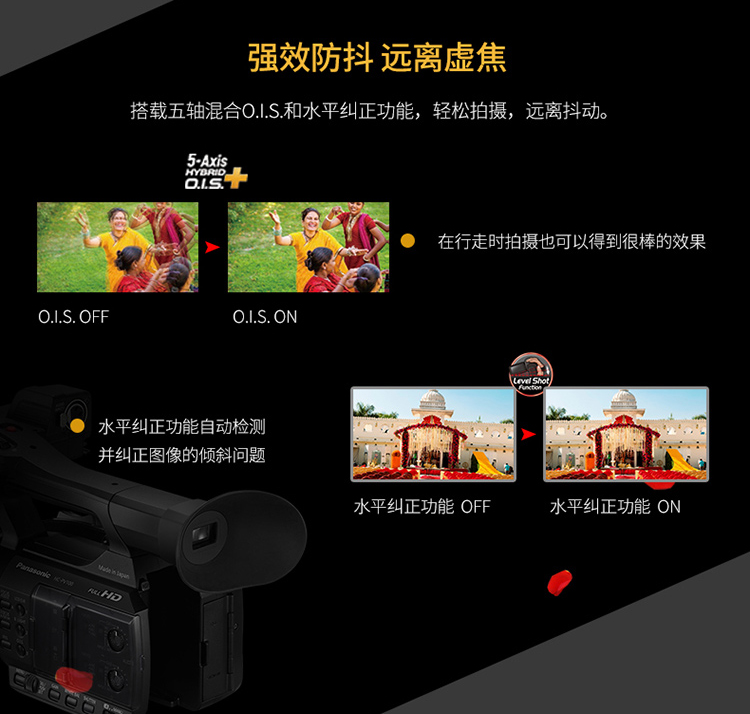 强效防抖 远离虚焦
搭载五轴混合O.I.S.和水平纠正功能，轻松拍摄，远离抖动。
5-Axis
HYBRID
O.I.S.+
在行走时拍摄也可以得到很棒的效果
O.I.S. OFF
O.I.S. ON
Level Shot
Function
水平纠正功能自动检测
并纠正图像的倾斜问题
水平纠正功能 OFF
水平纠正功能 ON
Panasonic
Made in Japan
FULL HD